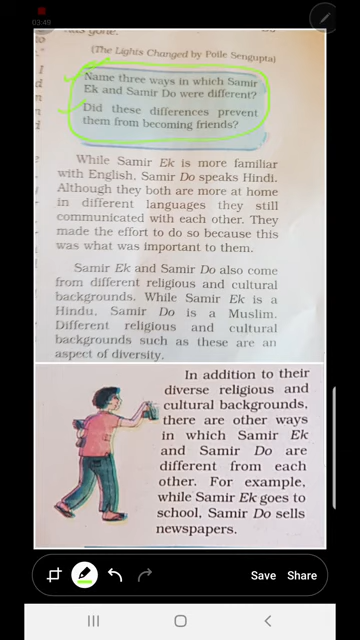 03:49
has gone.
(The Lights Changed by Poile Sengupta)
Name three ways in which Samir
Ek and Samir Do were different?
Did these differences prevent
them from becoming friends?
While Samir Ek is more familiar
with English, Samir Do speaks Hindi.
Although they both are more at home
in different languages they still
communicated with each other. They
made the effort to do so because this
was what was important to them.
Samir Ek and Samir Do also come
from different religious and cultural
backgrounds. While Samir Ek is a
Hindu, Samir Do is a Muslim.
Different religious and cultural
backgrounds such as these are an
aspect of diversity.
In addition to their
diverse religious and
cultural backgrounds,
there are other ways
in which Samir Ek
and Samir Do are
different from each
other. For example,
while Samir Ek goes to
school, Samir Do sells
newspapers.
Save Share